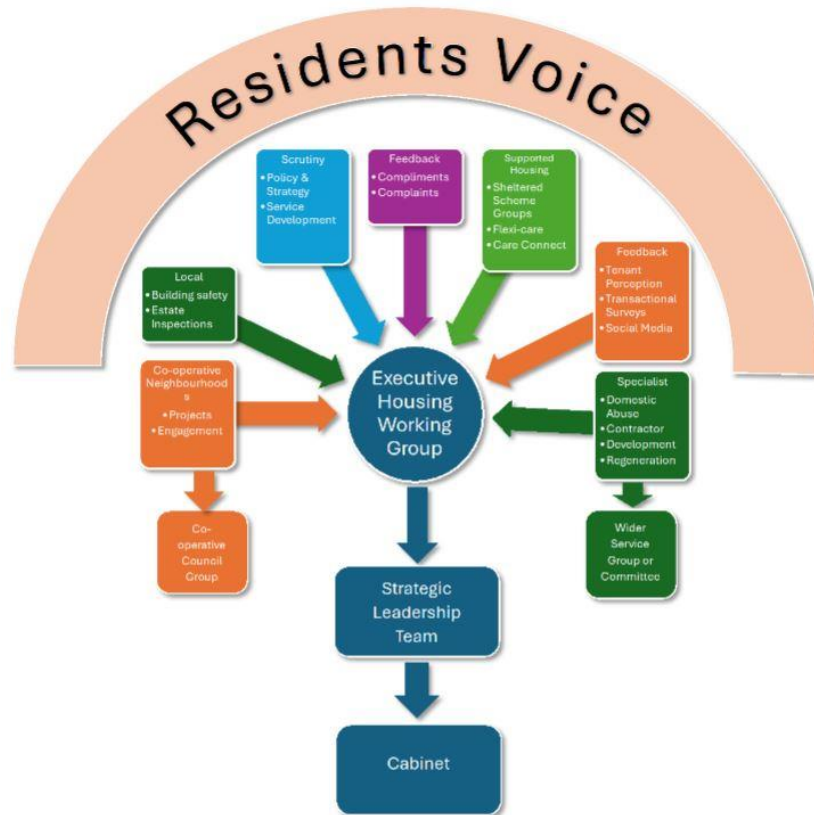 Residents Voice
Scrutiny
• Policy &
Strategy
• Service
Development
Feedback
• Compliments
• Complaints
Supported
Housing
• Sheltered
Scheme
Groups
• Flexi-care
• Care Connect
Local
• Building safety
• Estate
Inspections
Feedback
• Tenant
Perception
• Transactional
Surveys
• Social Media
Co-operative
Neighbourhood
s
• Projects
• Engagement
Executive
Housing
Working
Group
Specialist
• Domestic
Abuse
• Contractor
• Development
• Regeneration
Co-
operative
Council
Group
Wider
Service
Group or
Committee
Strategic
Leadership
Team
Cabinet